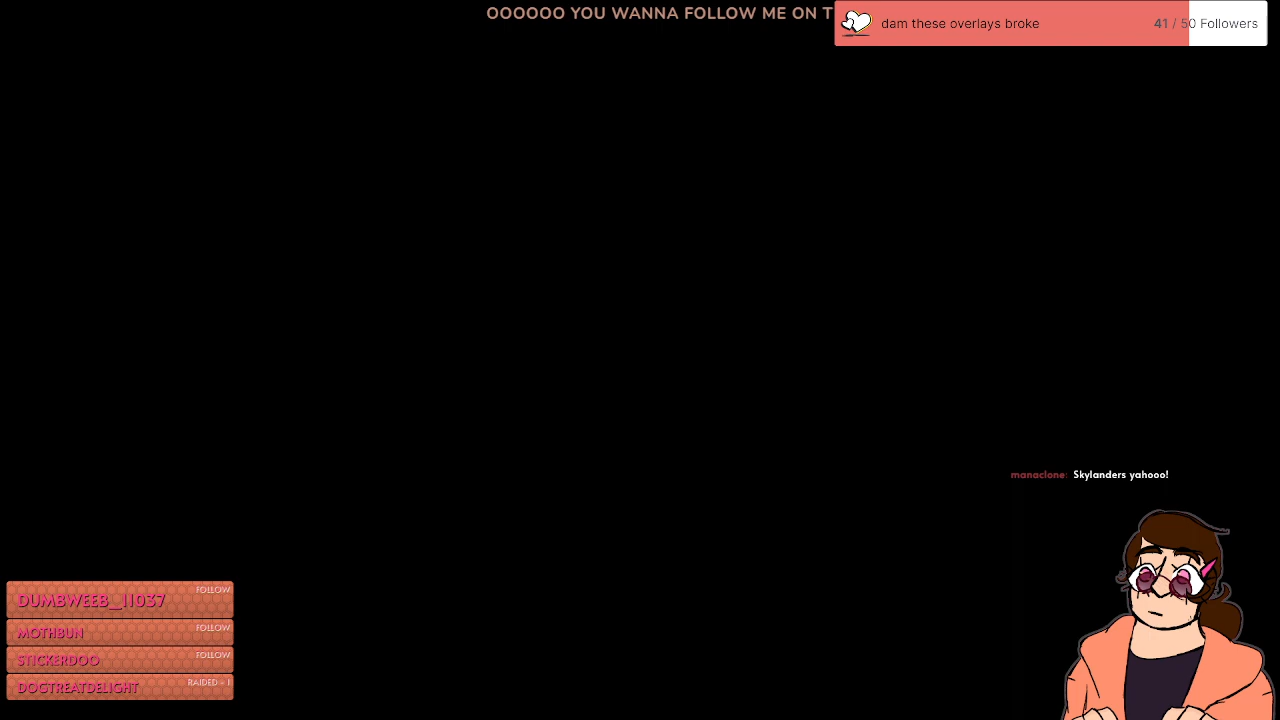 OOOOOO YOU WANNA FOLLOW ME ON T
dam these overlays broke
41 / 50 Followers
manaclone: Skylanders yahooo!
DUMBWEEB_11037 FOLLOW
MOTHBUN FOLLOW
STICKERDOO FOLLOW
DOGTREATDELIGHT RAIDED - 1